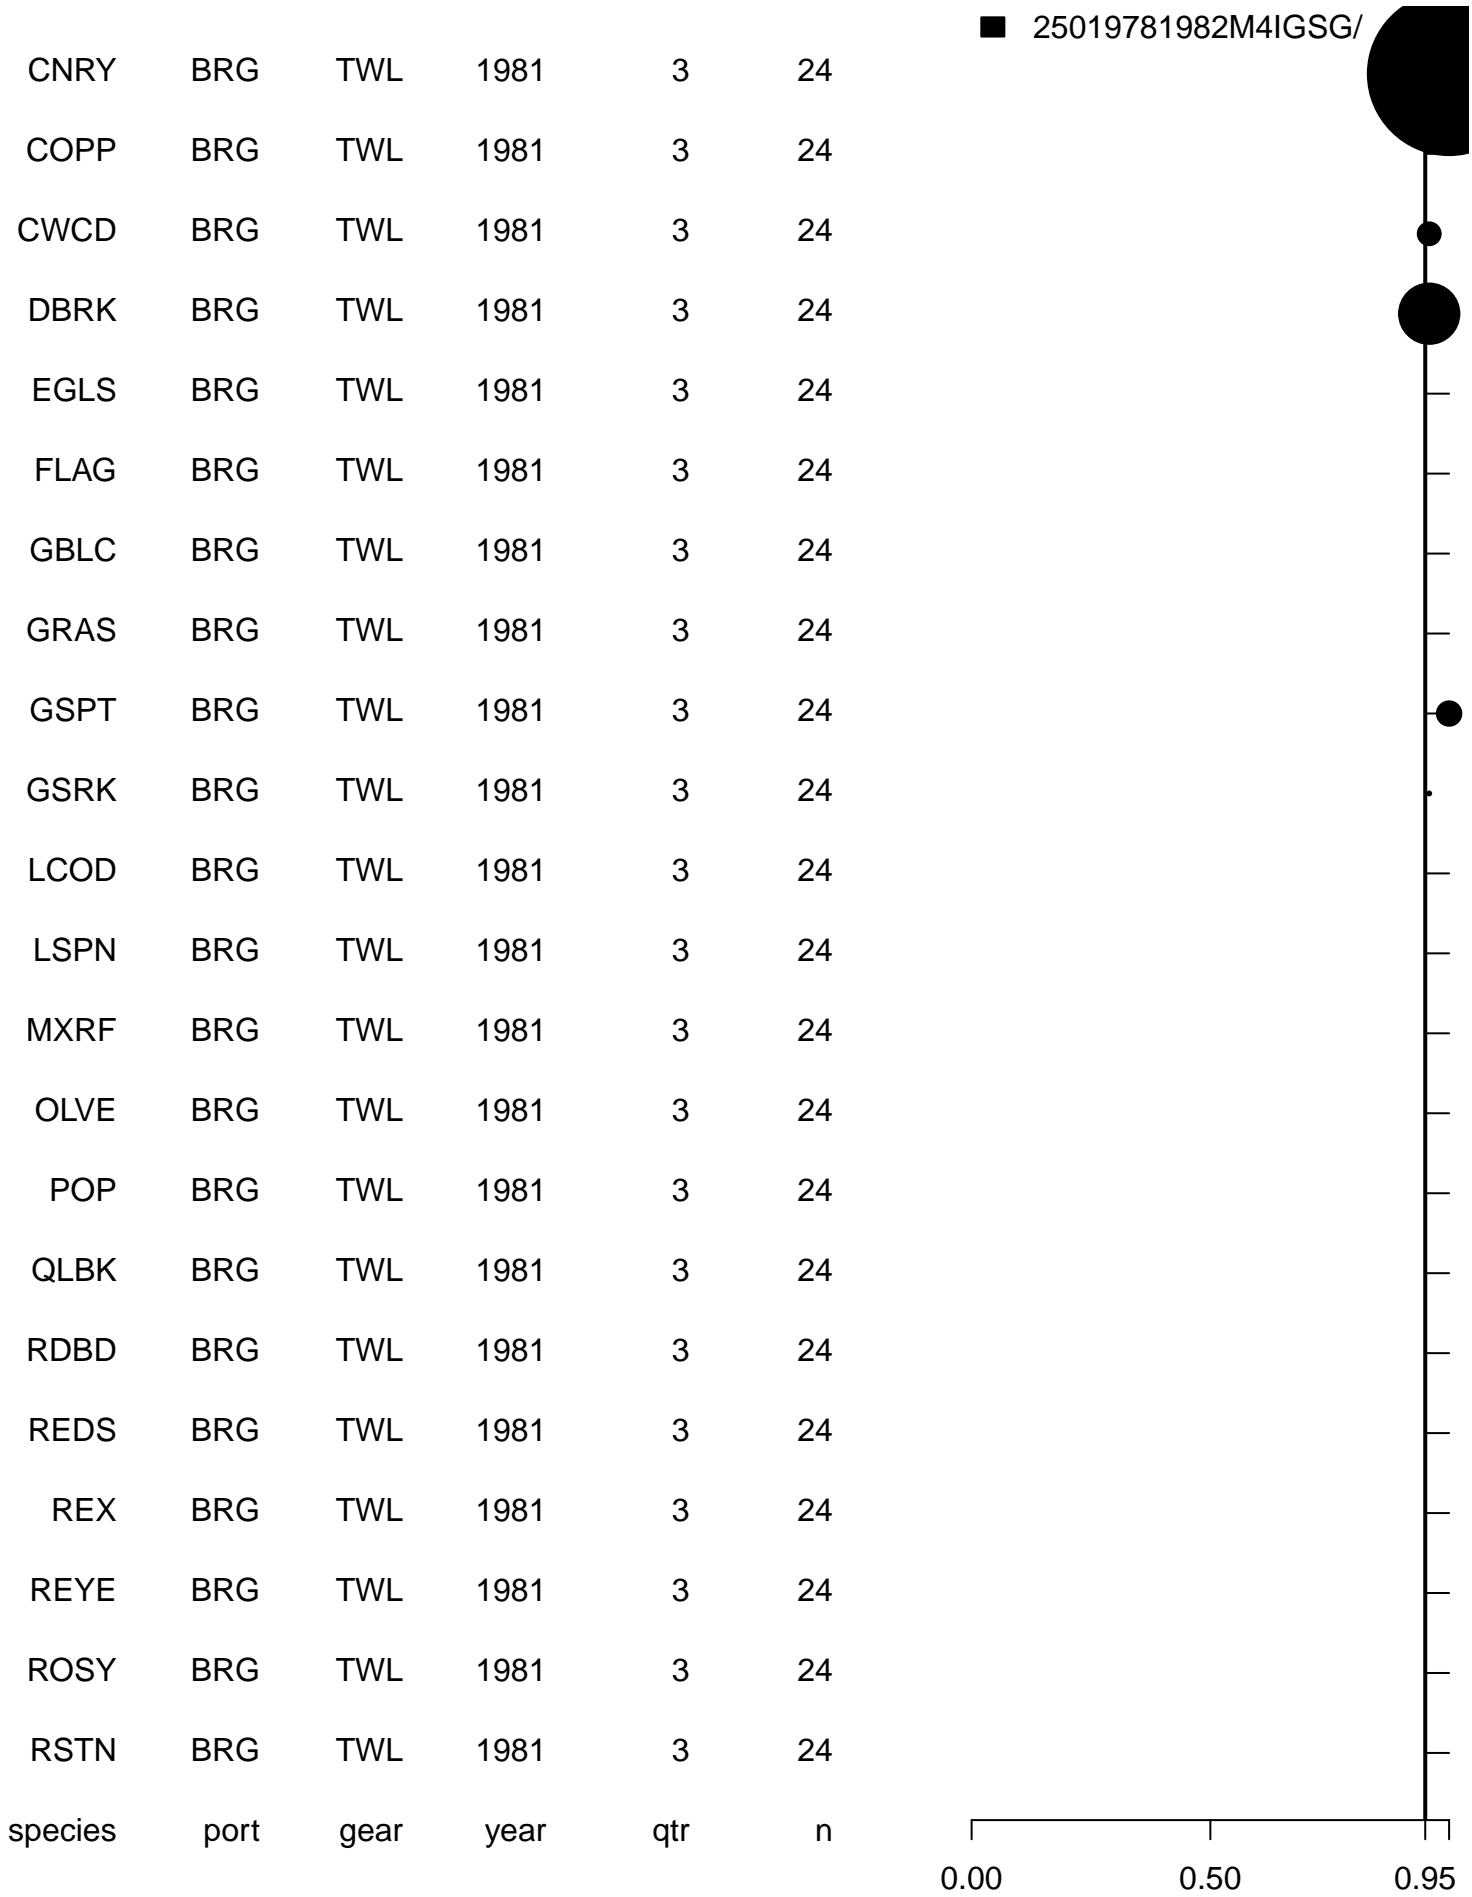 25019781982M4IGSG/
CNRY BRG TWL 1981 3 24
COPP BRG TWL 1981 3 24
CWCD BRG TWL 1981 3 24
DBRK BRG TWL 1981 3 24
EGLS BRG TWL 1981 3 24
FLAG BRG TWL 1981 3 24
GBLC BRG TWL 1981 3 24
GRAS BRG TWL 1981 3 24
GSPT BRG TWL 1981 3 24
GSRK BRG TWL 1981 3 24
LCOD BRG TWL 1981 3 24
LSPN BRG TWL 1981 3 24
MXRF BRG TWL 1981 3 24
OLVE BRG TWL 1981 3 24
POP BRG TWL 1981 3 24
QLBK BRG TWL 1981 3 24
RDBD BRG TWL 1981 3 24
REDS BRG TWL 1981 3 24
REX BRG TWL 1981 3 24
REYE BRG TWL 1981 3 24
ROSY BRG TWL 1981 3 24
RSTN BRG TWL 1981 3 24
species port gear year qtr n
0.00 0.50 0.95